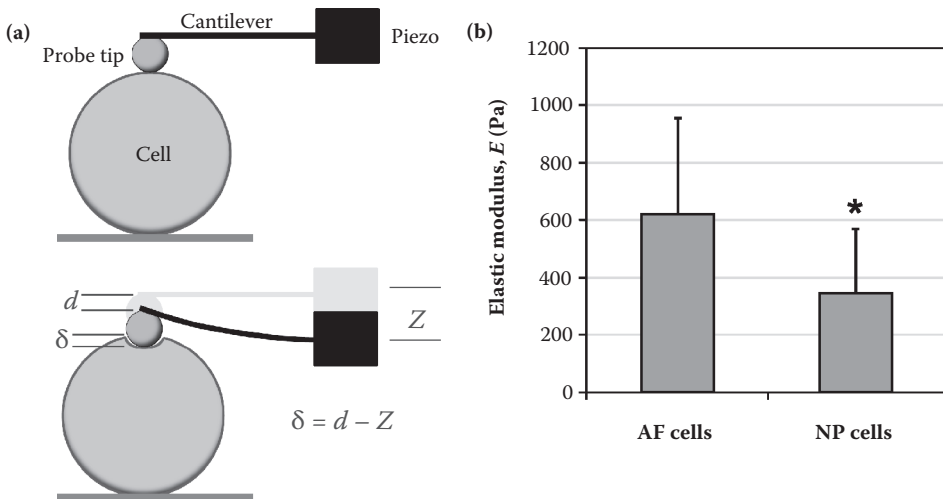 (a)
Cantilever
Piezo
Probe tip
Cell
d
δ
Z
δ = d – Z
(b)
Elastic modulus, E (Pa)
1200
1000
800
600
400
200
0
*
AF cells
NP cells